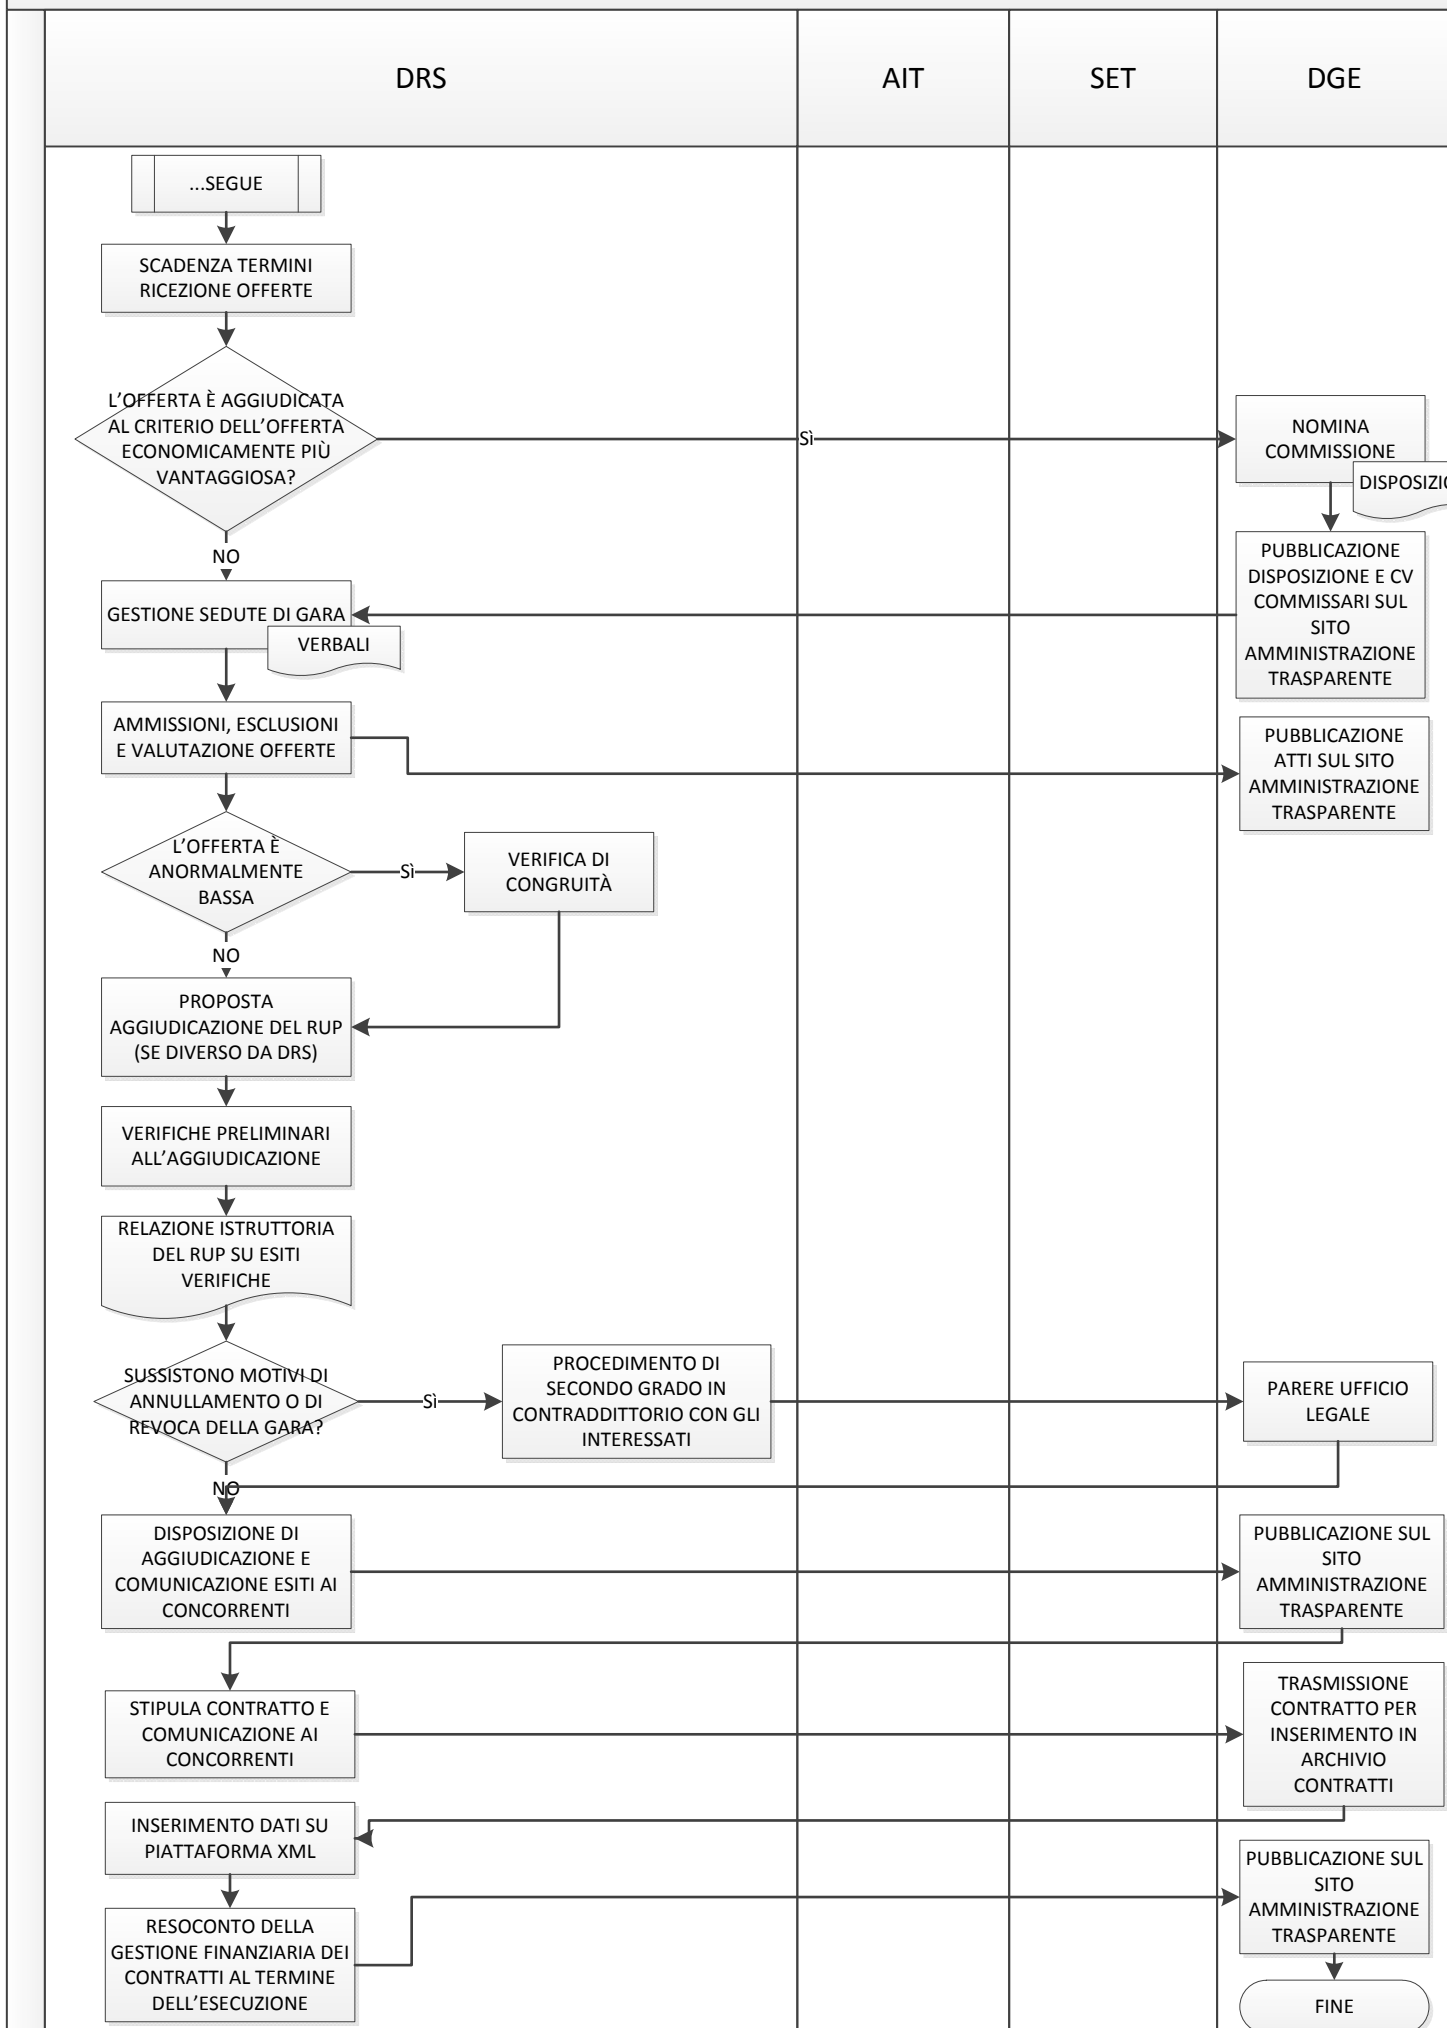 DRS
AIT
SET
DGE
...SEGUE
SCADENZA TERMINI
RICEZIONE OFFERTE
L’OFFERTA È AGGIUDICATA
AL CRITERIO DELL’OFFERTA
ECONOMICAMENTE PIÙ
VANTAGGIOSA?
Sì
NOMINA
COMMISSIONE
NO
PUBBLICAZIONE
DISPOSIZIONE E CV
COMMISSARI SUL
SITO
AMMINISTRAZIONE
TRASPARENTE
GESTIONE SEDUTE DI GARA
VERBALI
AMMISSIONI, ESCLUSIONI
E VALUTAZIONE OFFERTE
PUBBLICAZIONE
ATTI SUL SITO
AMMINISTRAZIONE
TRASPARENTE
L’OFFERTA È
ANORMALMENTE
BASSA
Sì
VERIFICA DI
CONGRUITÀ
NO
PROPOSTA
AGGIUDICAZIONE DEL RUP
(SE DIVERSO DA DRS)
VERIFICHE PRELIMINARI
ALL’AGGIUDICAZIONE
RELAZIONE ISTRUTTORIA
DEL RUP SU ESITI
VERIFICHE
SUSSISTONO MOTIVI DI
ANNULLAMENTO O DI
REVOCA DELLA GARA?
Sì
PROCEDIMENTO DI
SECONDO GRADO IN
CONTRADDITTORIO CON GLI
INTERESSATI
PARERE UFFICIO
LEGALE
NO
DISPOSIZIONE DI
AGGIUDICAZIONE E
COMUNICAZIONE ESITI AI
CONCORRENTI
PUBBLICAZIONE SUL
SITO
AMMINISTRAZIONE
TRASPARENTE
STIPULA CONTRATTO E
COMUNICAZIONE AI
CONCORRENTI
TRASMISSIONE
CONTRATTO PER
INSERIMENTO IN
ARCHIVIO
CONTRATTI
INSERIMENTO DATI SU
PIATTAFORMA XML
PUBBLICAZIONE SUL
SITO
AMMINISTRAZIONE
TRASPARENTE
RESOCONTO DELLA
GESTIONE FINANZIARIA DEI
CONTRATTI AL TERMINE
DELL’ESECUZIONE
FINE